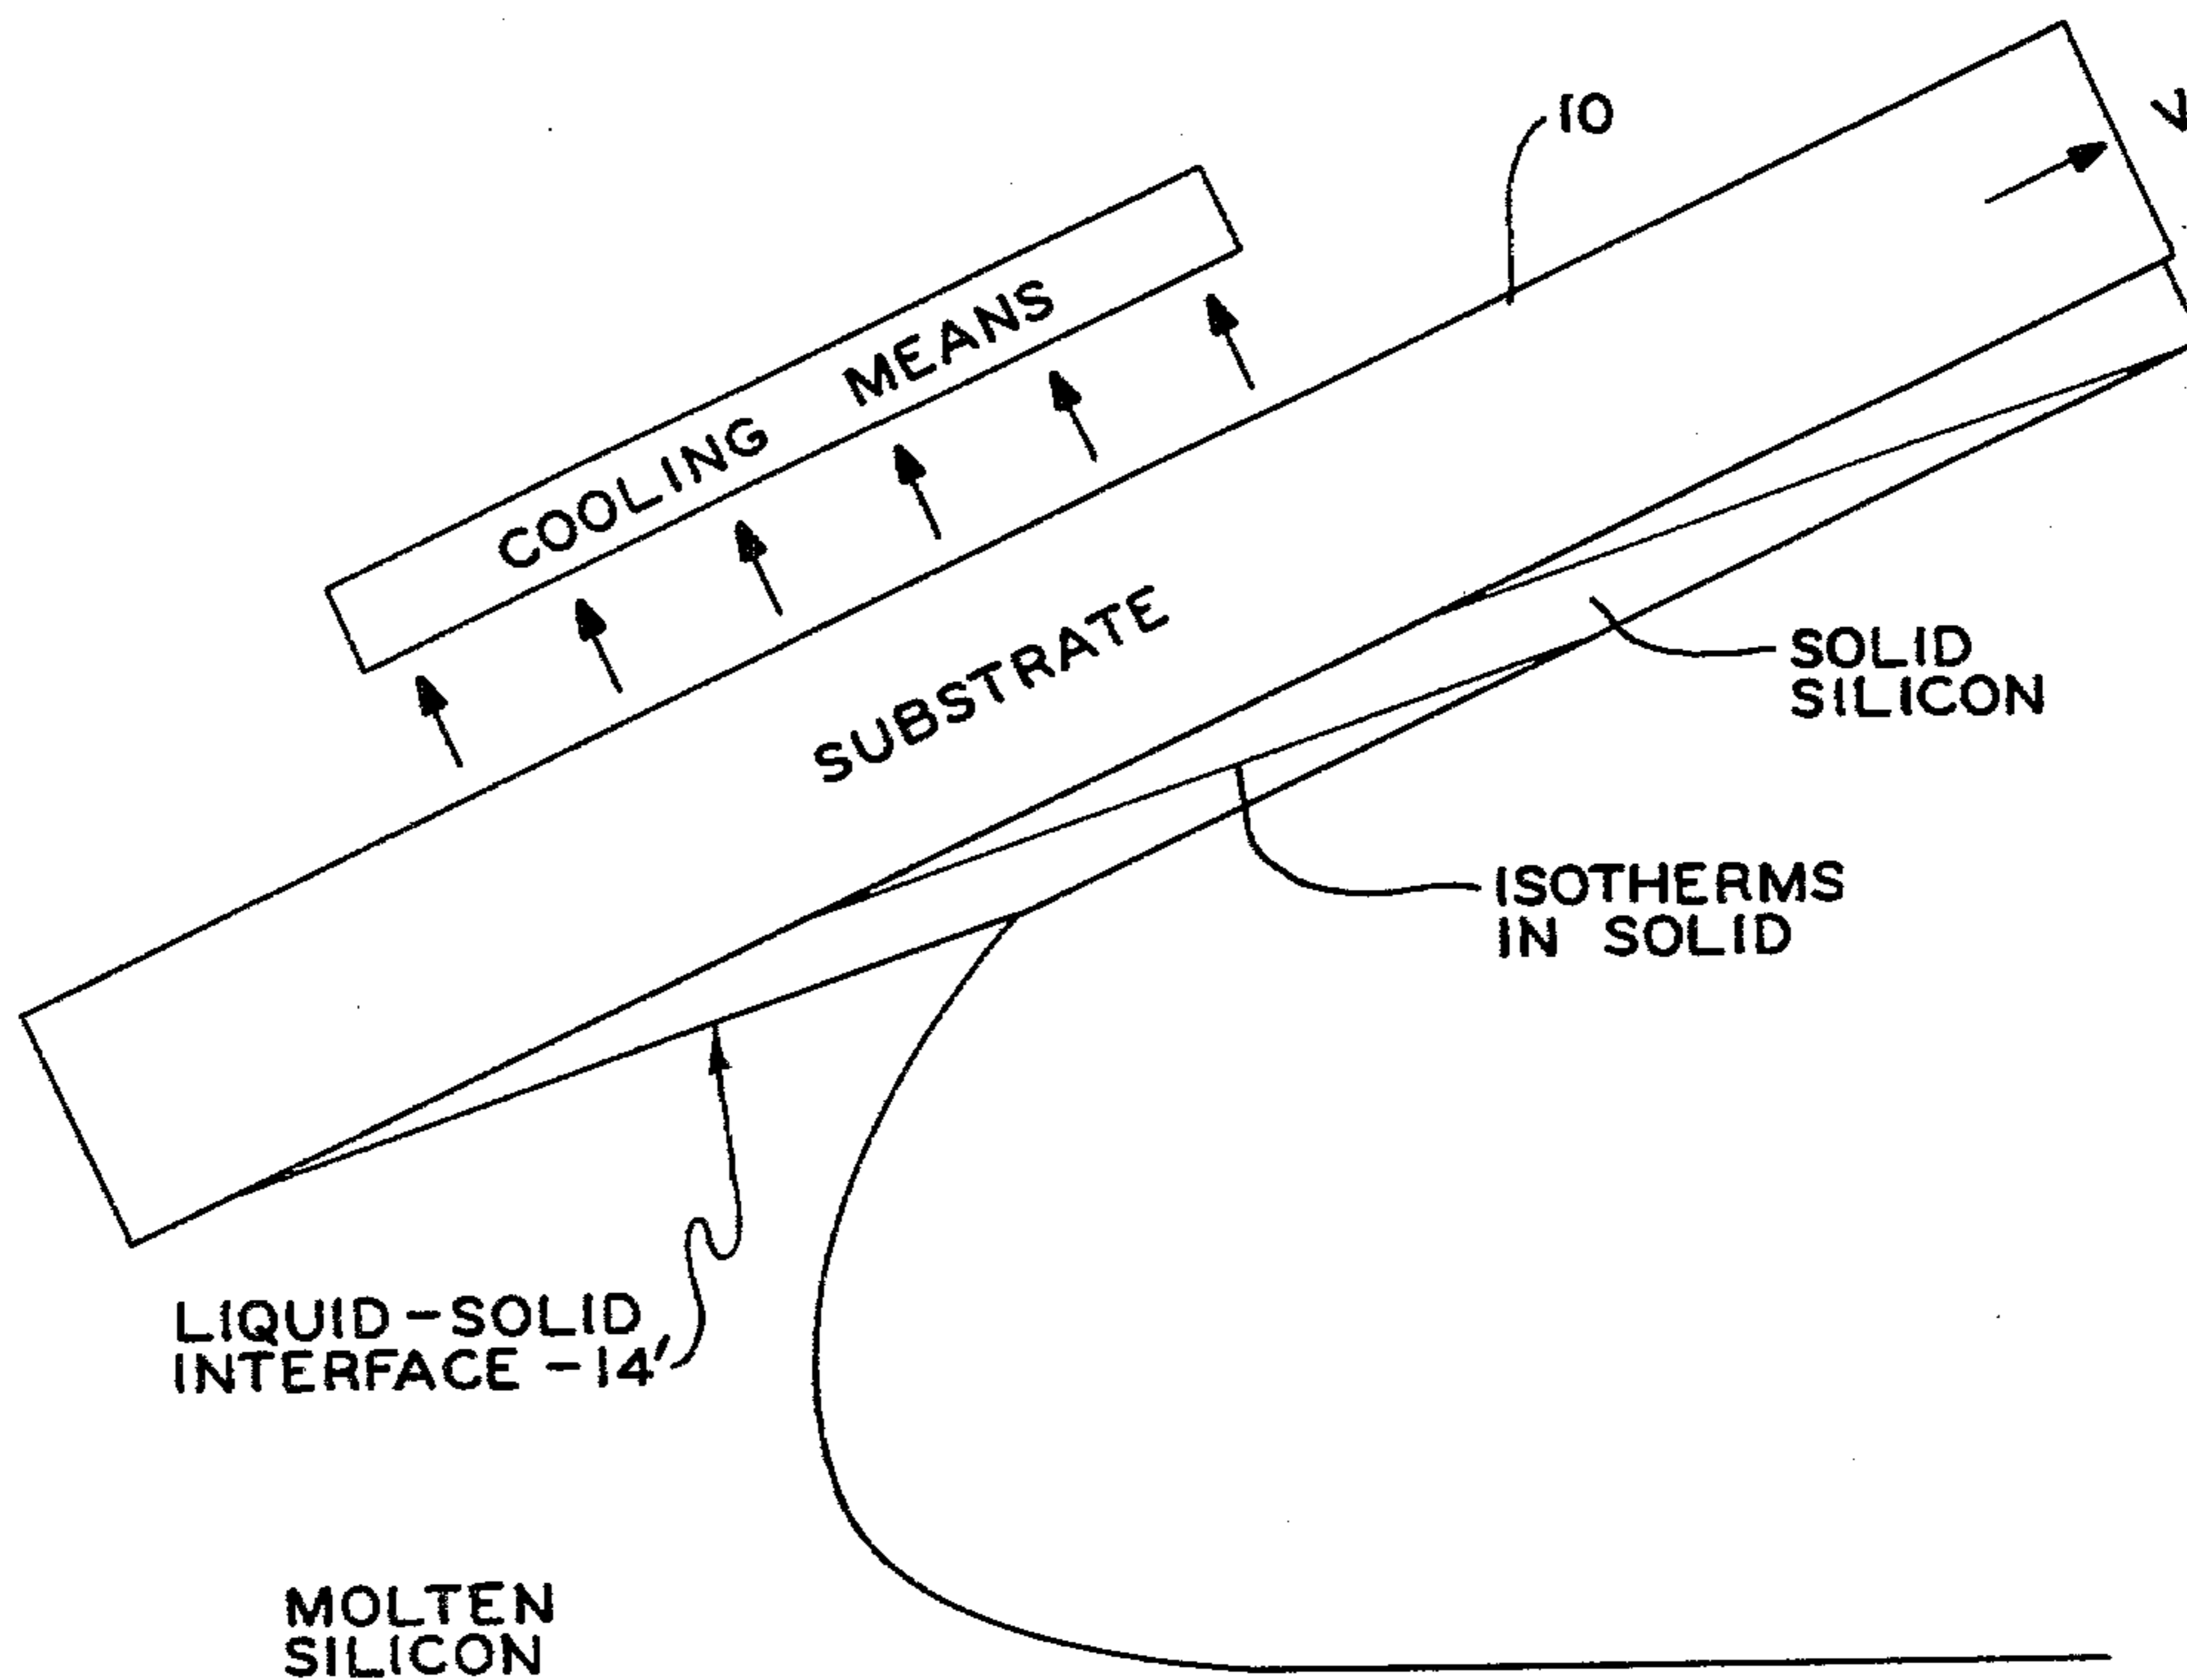 10
V
COOLING MEANS
SUBSTRATE
SOLID
SILICON
ISOTHERMS
IN SOLID
LIQUID-SOLID
INTERFACE-14'
MOLTEN
SILICON